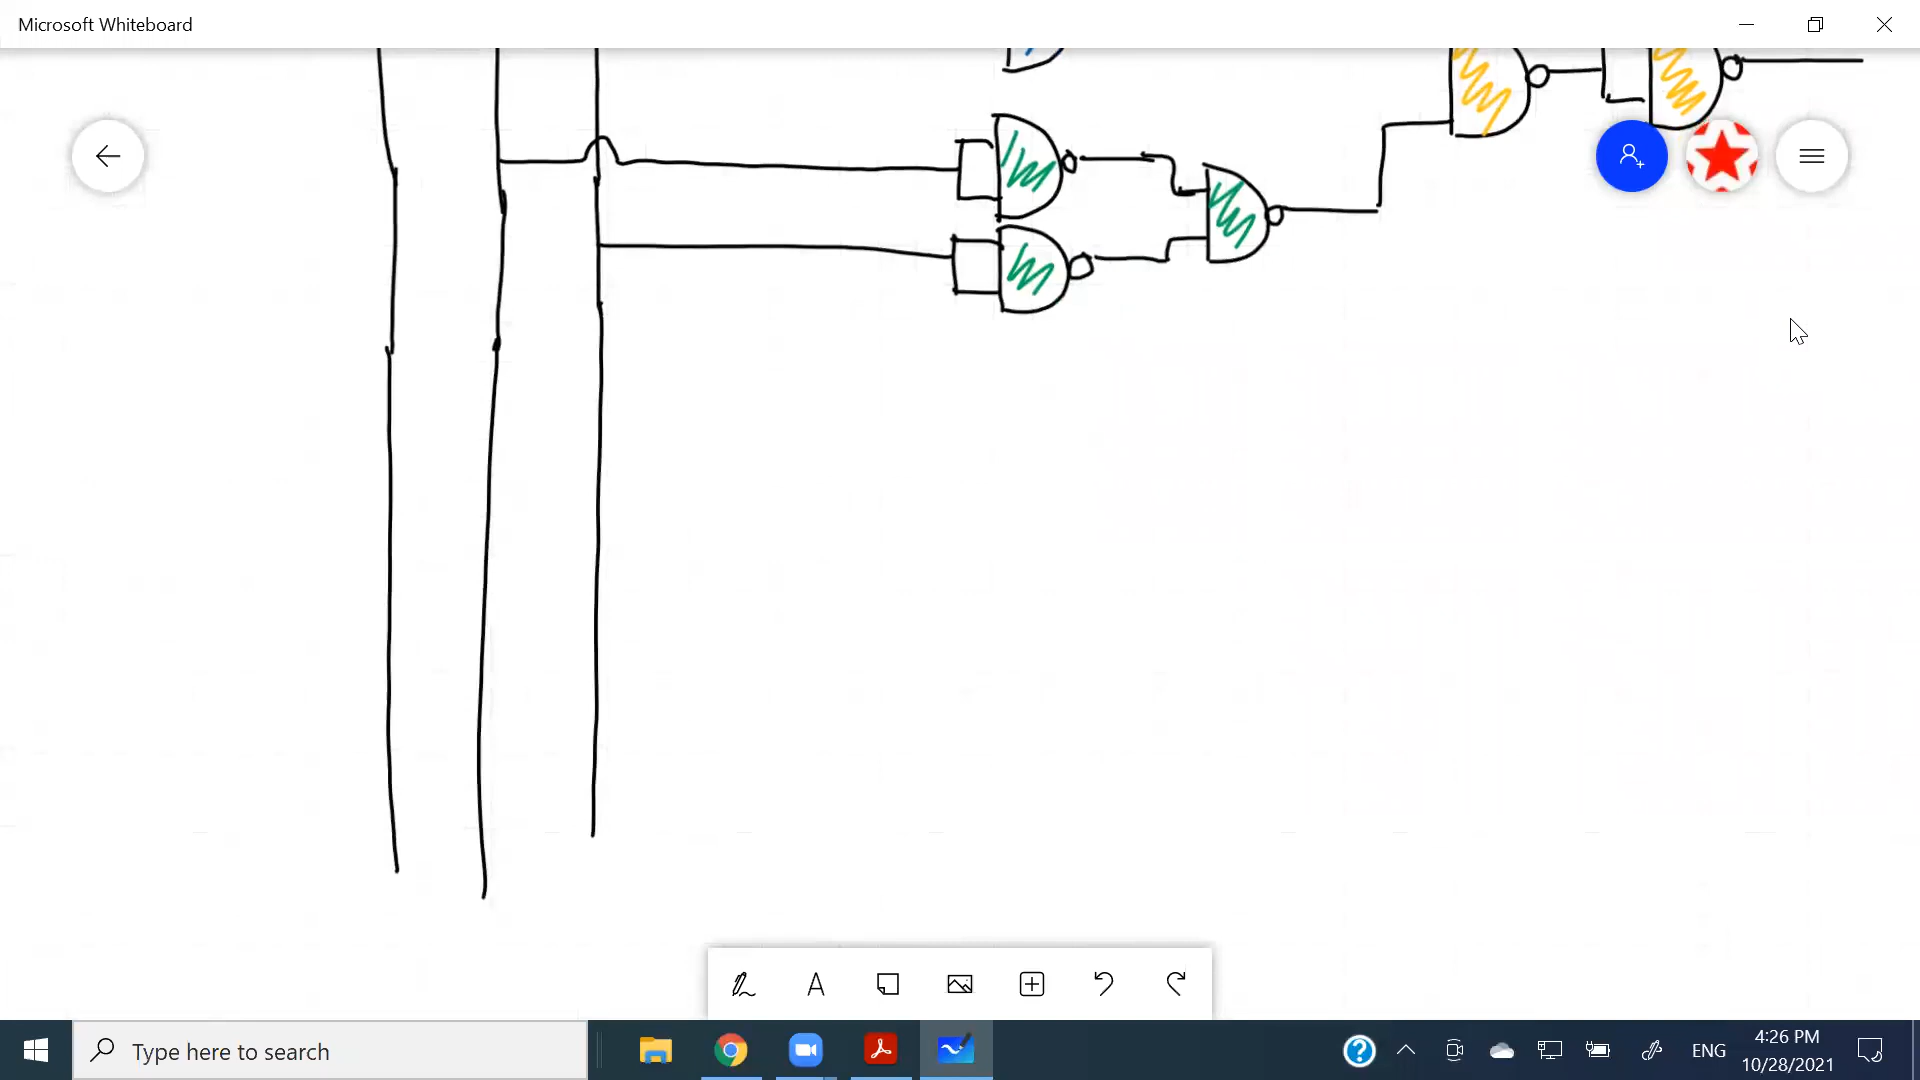 Microsoft Whiteboard
A
Type here to search
ENG
4:26 PM
10/28/2021